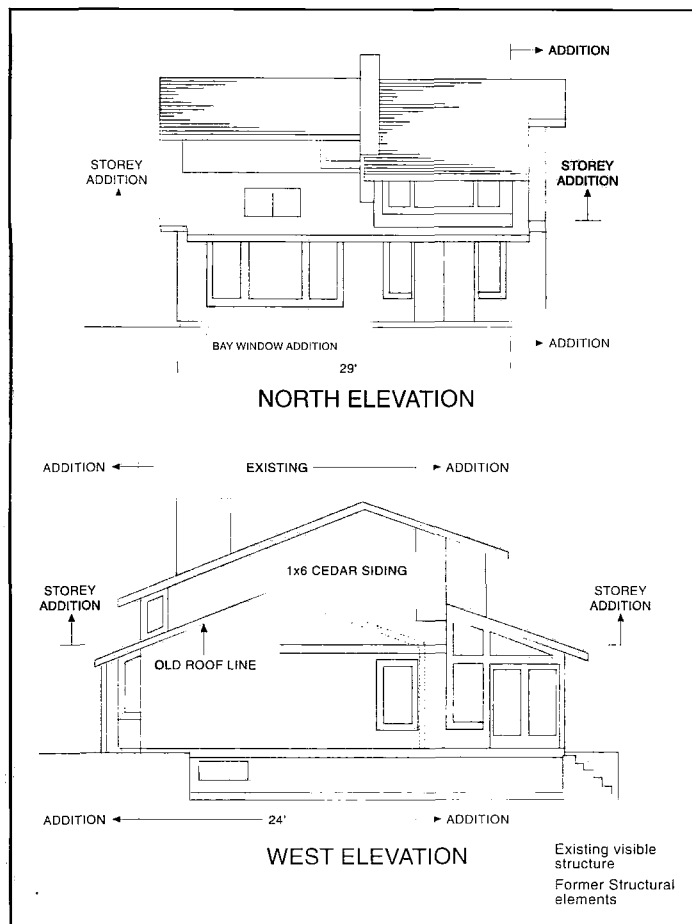 ADDITION
STOREY
ADDITION
STOREY
ADDITION
BAY WINDOW ADDITION
ADDITION
29'
NORTH ELEVATION
ADDITION
EXISTING
ADDITION
1x6 CEDAR SIDING
STOREY
ADDITION
STOREY
ADDITION
OLD ROOF LINE
ADDITION
24'
ADDITION
WEST ELEVATION
Existing visible
structure
Former Structural
elements